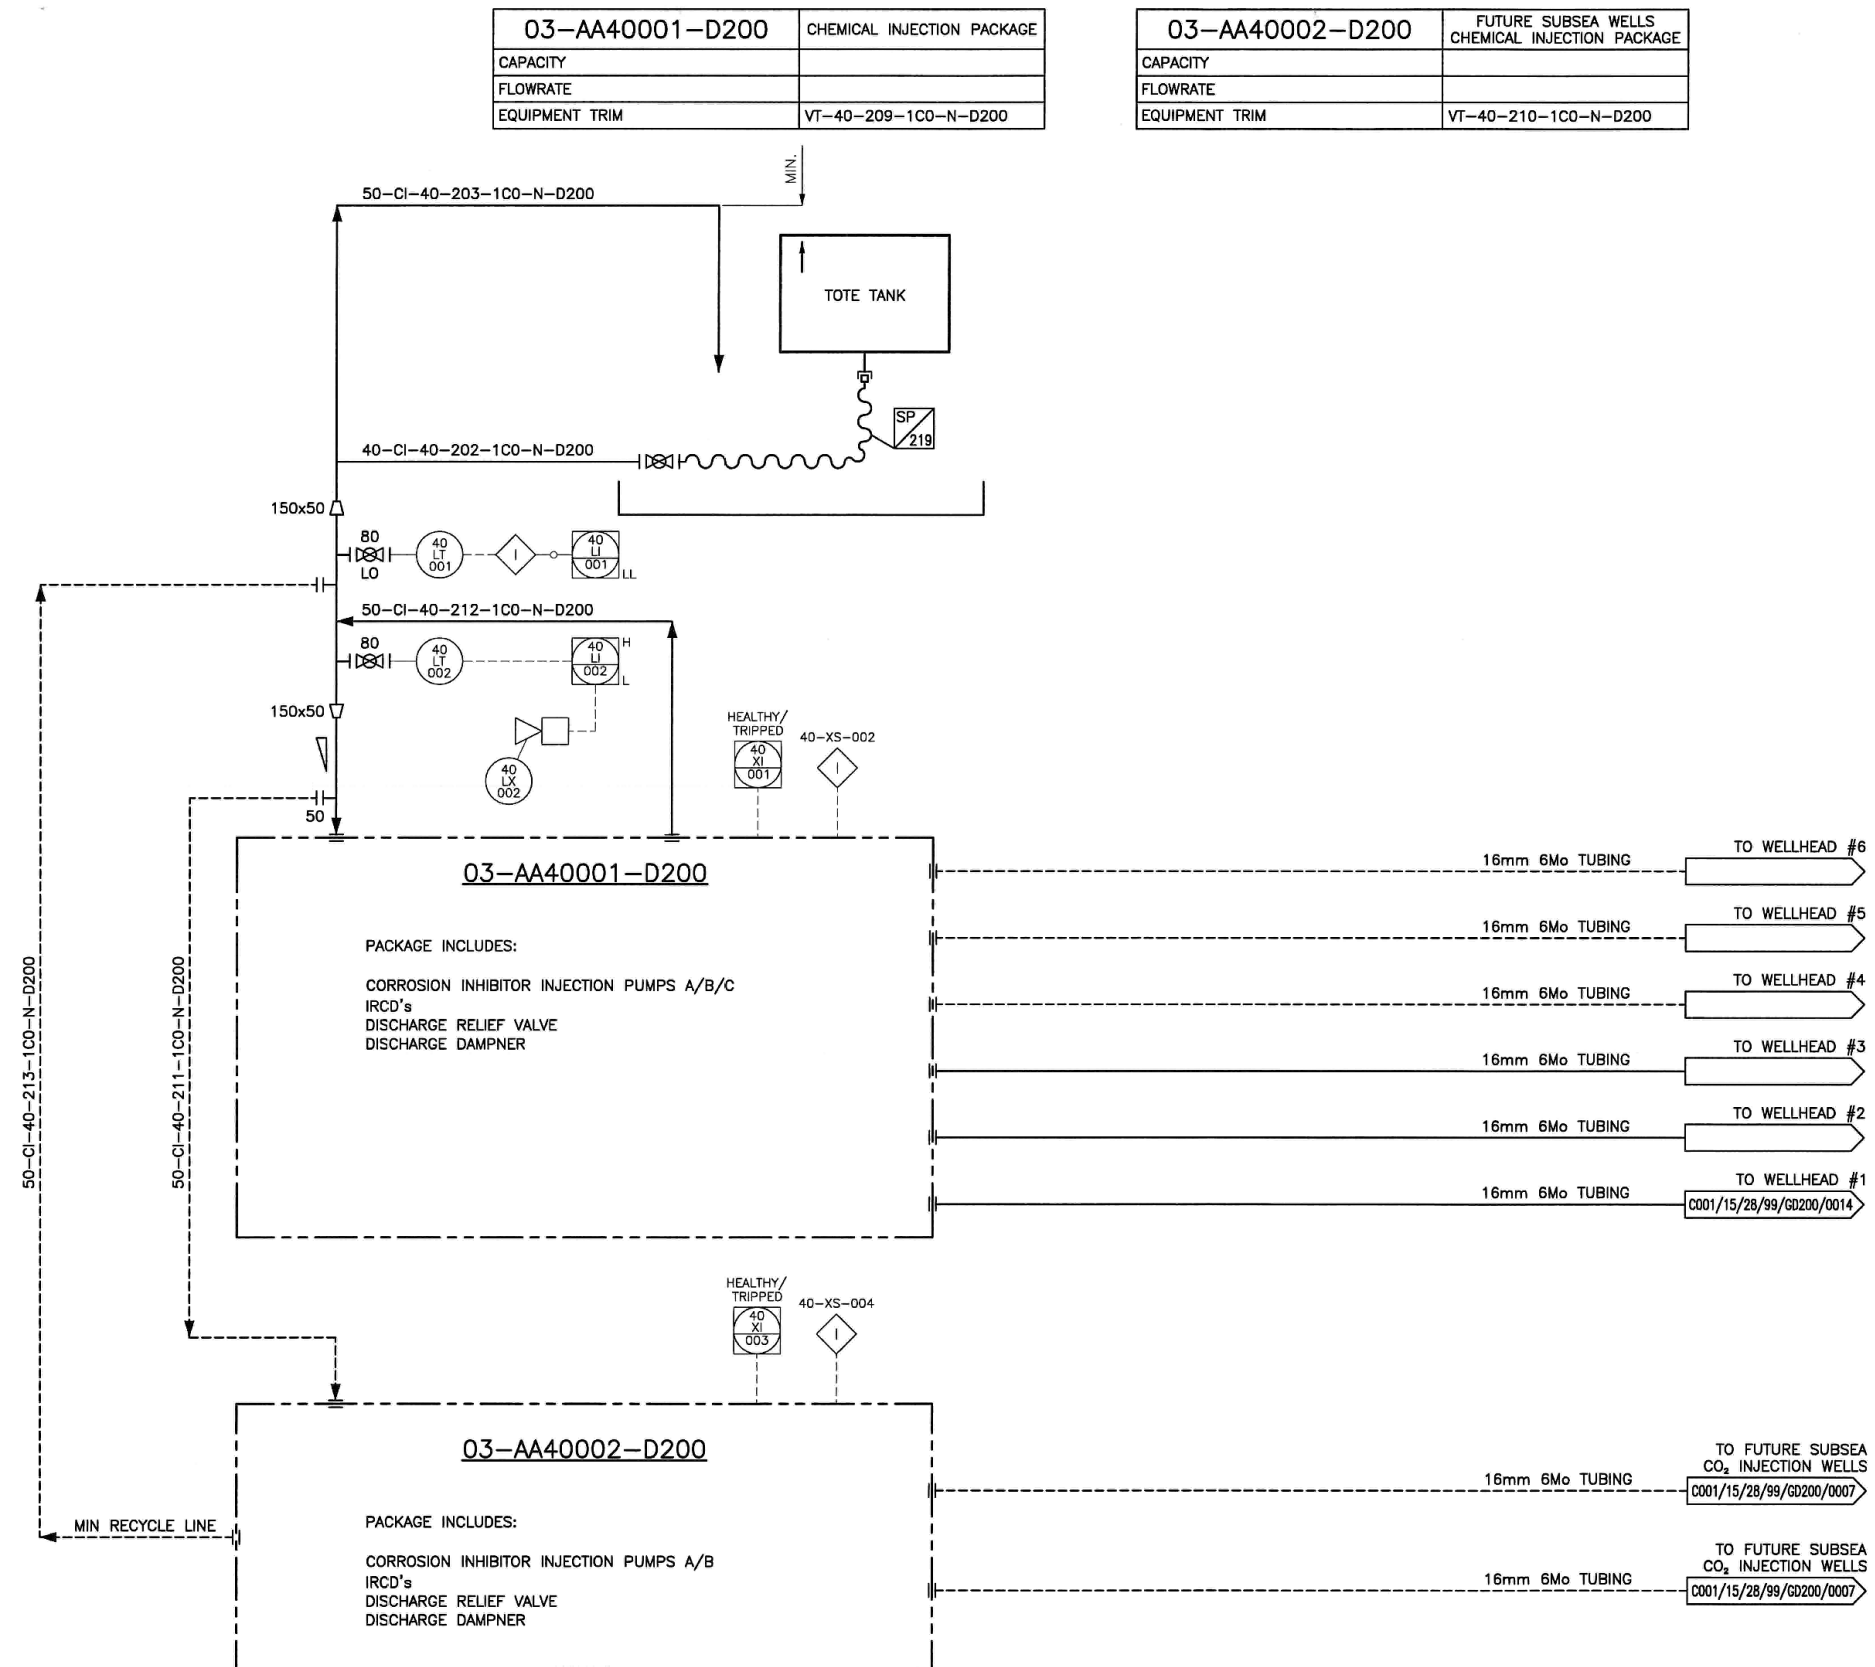 03-AA40001-D200
CHEMICAL INJECTION PACKAGE
CAPACITY
FLOWRATE
EQUIPMENT TRIM
VT-40-209-1C0-N-D200
03-AA40002-D200
FUTURE SUBSEA WELLS
CHEMICAL INJECTION PACKAGE
CAPACITY
FLOWRATE
EQUIPMENT TRIM
VT-40-210-1C0-N-D200
MIN.
50-CI-40-203-1C0-N-D200
TOTE TANK
SP
219
40-CI-40-202-1C0-N-D200
150x50
80
LO
40
LT
001
I
40
LI
001
LL
50-CI-40-212-1C0-N-D200
80
40
LT
002
40
LI
002
H
L
150x50
40
LX
002
50
HEALTHY/
TRIPPED
40
XI
001
40-XS-002
I
50-CI-40-213-1C0-N-D200
50-CI-40-211-1C0-N-D200
03-AA40001-D200
PACKAGE INCLUDES:
CORROSION INHIBITOR INJECTION PUMPS A/B/C
IRCD's
DISCHARGE RELIEF VALVE
DISCHARGE DAMPNER
16mm 6Mo TUBING
TO WELLHEAD #6
16mm 6Mo TUBING
TO WELLHEAD #5
16mm 6Mo TUBING
TO WELLHEAD #4
16mm 6Mo TUBING
TO WELLHEAD #3
16mm 6Mo TUBING
TO WELLHEAD #2
16mm 6Mo TUBING
TO WELLHEAD #1
C001/15/28/99/GD200/0014
HEALTHY/
TRIPPED
40
XI
003
40-XS-004
I
03-AA40002-D200
PACKAGE INCLUDES:
CORROSION INHIBITOR INJECTION PUMPS A/B
IRCD's
DISCHARGE RELIEF VALVE
DISCHARGE DAMPNER
MIN RECYCLE LINE
16mm 6Mo TUBING
TO FUTURE SUBSEA
CO₂ INJECTION WELLS
C001/15/28/99/GD200/0007
16mm 6Mo TUBING
TO FUTURE SUBSEA
CO₂ INJECTION WELLS
C001/15/28/99/GD200/0007